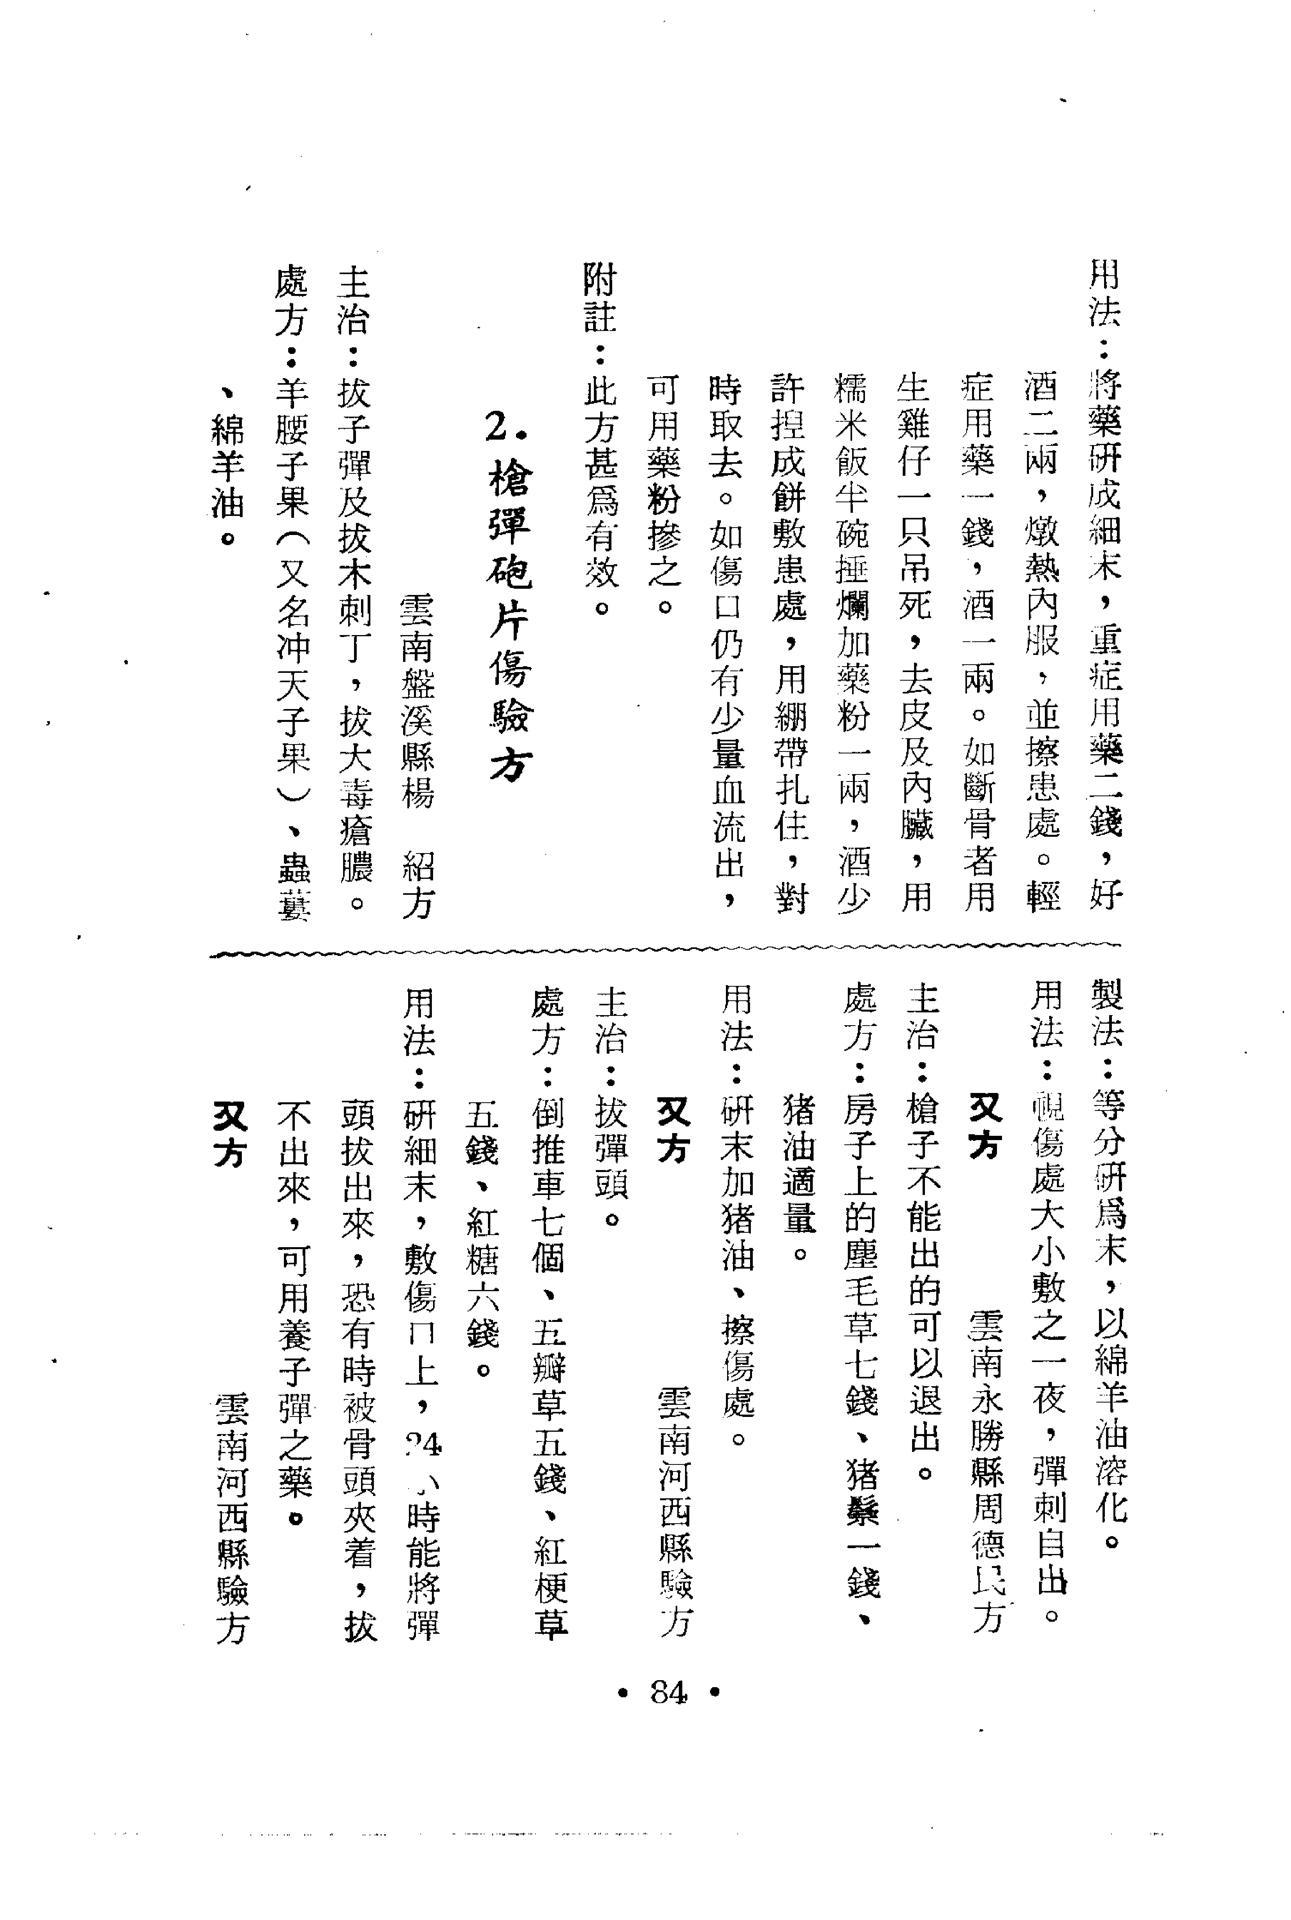 用法：將藥研成細末，重症用藥二錢，好
酒二兩，燉熱內服，並擦患處。輕
症用藥一錢，酒一兩。如斷骨者用
生雞仔一只吊死，去皮及內臟，用
糯米飯半碗捶爛加藥粉一兩，酒少
許揑成餅敷患處，用綳帶扎住，對
時取去。如傷口仍有少量血流出，
可用藥粉摻之。
附註：此方甚爲有效。
2.槍彈砲片傷驗方
雲南盤溪縣楊　紹方
主治：拔子彈及拔木刺丁，拔大毒瘡膿。
處方：羊腰子果（又名冲天子果）、蟲蔞
、綿羊油。
製法：等分研爲末，以綿羊油溶化。
用法：視傷處大小敷之一夜，彈刺自出。
又方
雲南永勝縣周德民方
主治：槍子不能出的可以退出。
處方：房子上的塵毛草七錢、猪鬃一錢、
猪油適量。
用法：研末加猪油、擦傷處。
又方
雲南河西縣驗方
主治：拔彈頭。
處方：倒推車七個、五瓣草五錢、紅梗草
五錢、紅糖六錢。
用法：研細末，敷傷口上，24小時能將彈
頭拔出來，恐有時被骨頭夾着，拔
不出來，可用養子彈之藥。
又方
雲南河西縣驗方
• 84 •